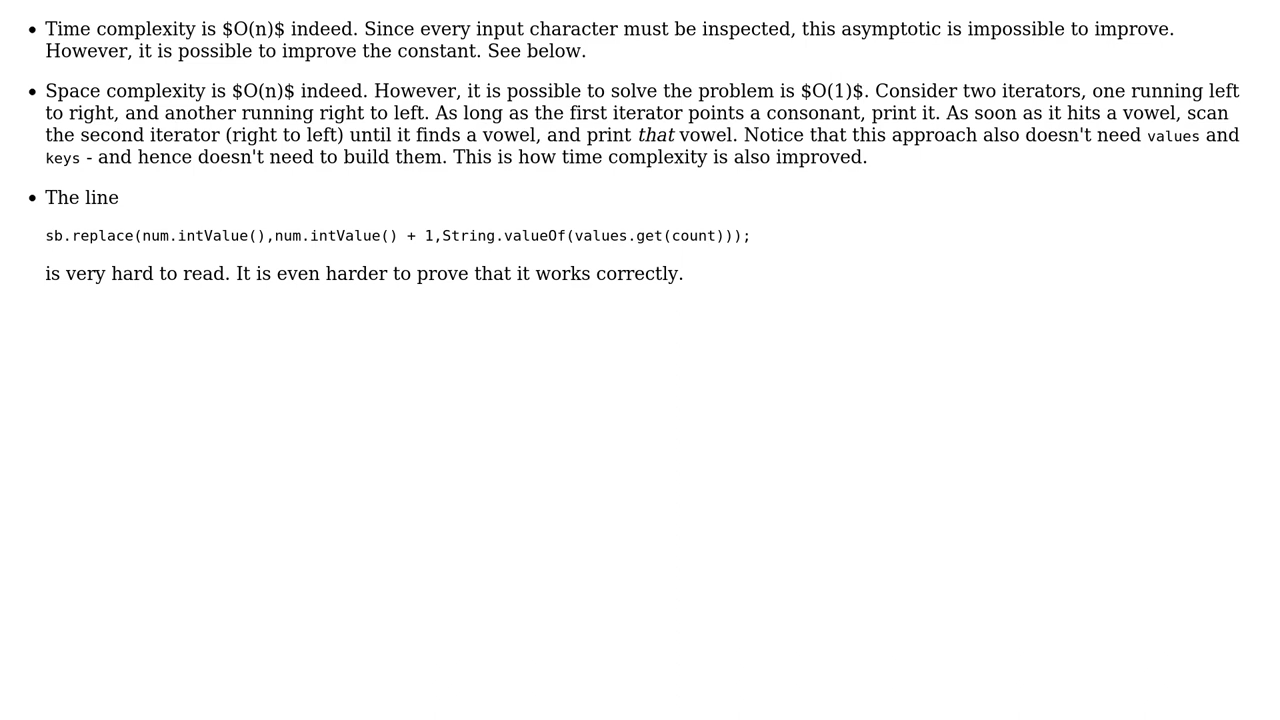 • Time complexity is $O(n)$ indeed. Since every input character must be inspected, this asymptotic is impossible to improve.
However, it is possible to improve the constant. See below.
• Space complexity is $O(n)$ indeed. However, it is possible to solve the problem is $O(1)$. Consider two iterators, one running left
to right, and another running right to left. As long as the first iterator points a consonant, print it. As soon as it hits a vowel, scan
the second iterator (right to left) until it finds a vowel, and print that vowel. Notice that this approach also doesn't need values and
keys - and hence doesn't need to build them. This is how time complexity is also improved.
• The line
sb.replace(num.intValue(),num.intValue() + 1,String.valueOf(values.get(count)));
is very hard to read. It is even harder to prove that it works correctly.